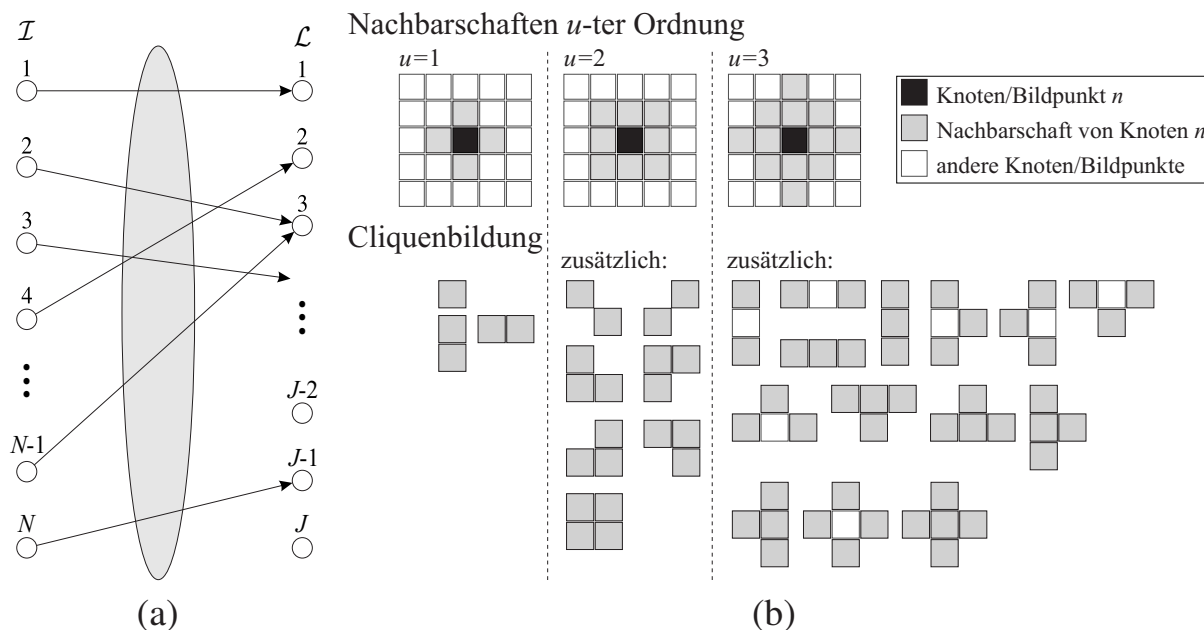 ℐ
ℒ
1
1
2
2
3
3
4
...
...
J-2
N-1
J-1
N
J
(a)
Nachbarschaften u-ter Ordnung
u=1
u=2
u=3
Knoten/Bildpunkt n
Nachbarschaft von Knoten n
andere Knoten/Bildpunkte
Cliquenbildung
zusätzlich:
zusätzlich:
(b)